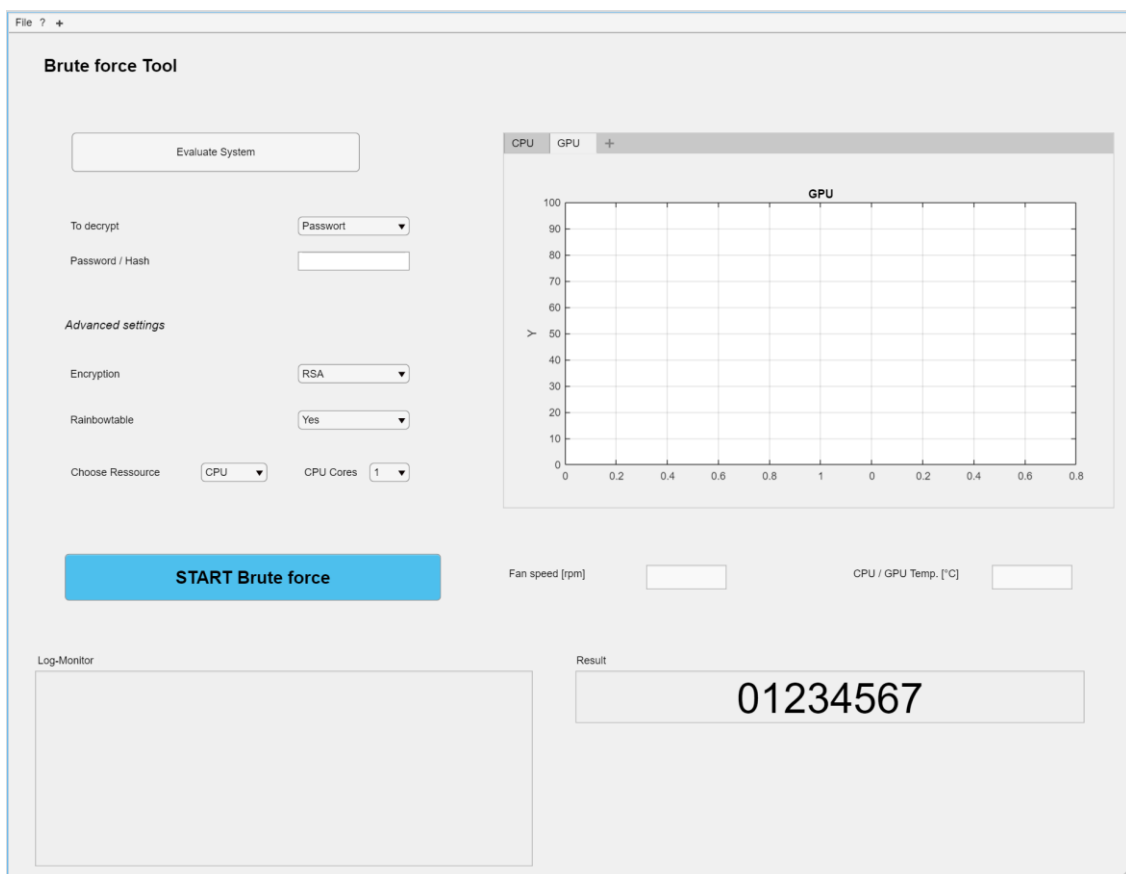 File ? +
Brute force Tool
Evaluate System
To decrypt Passwort
Password / Hash
Advanced settings
Encryption RSA
Rainbowtable Yes
Choose Ressource CPU CPU Cores 1
START Brute force
CPU GPU +
GPU
100
90
80
70
60
50
40
30
20
10
0
Y
0 0.2 0.4 0.6 0.8 1 0 0.2 0.4 0.6 0.8
Fan speed [rpm] CPU / GPU Temp. [°C]
Log-Monitor
Result
01234567